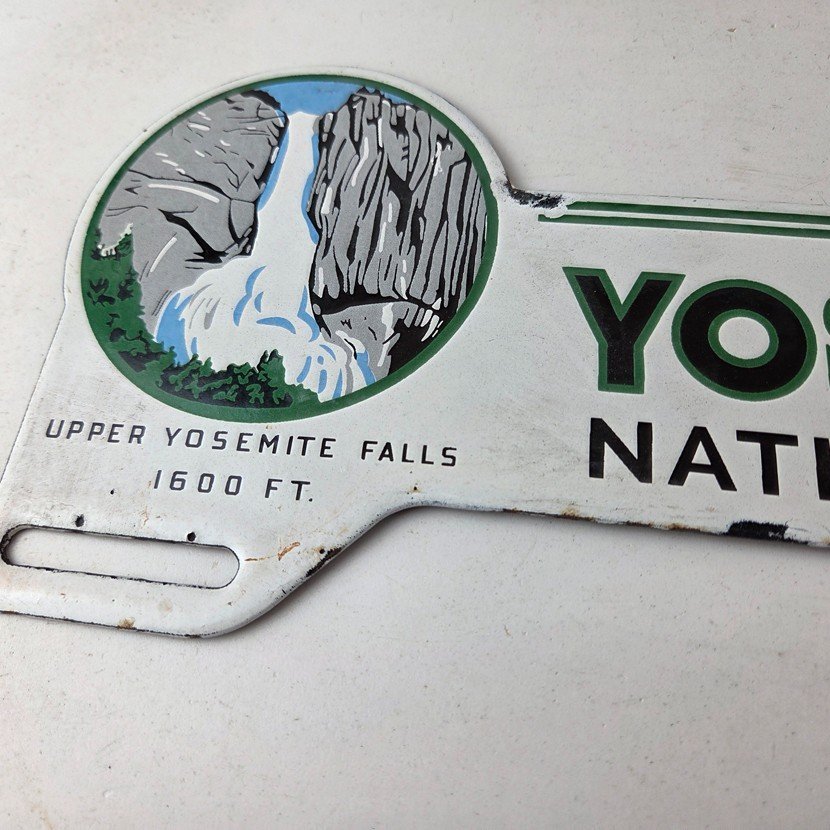 UPPER YOSEMITE FALLS
1600 FT.
YOS
NATI